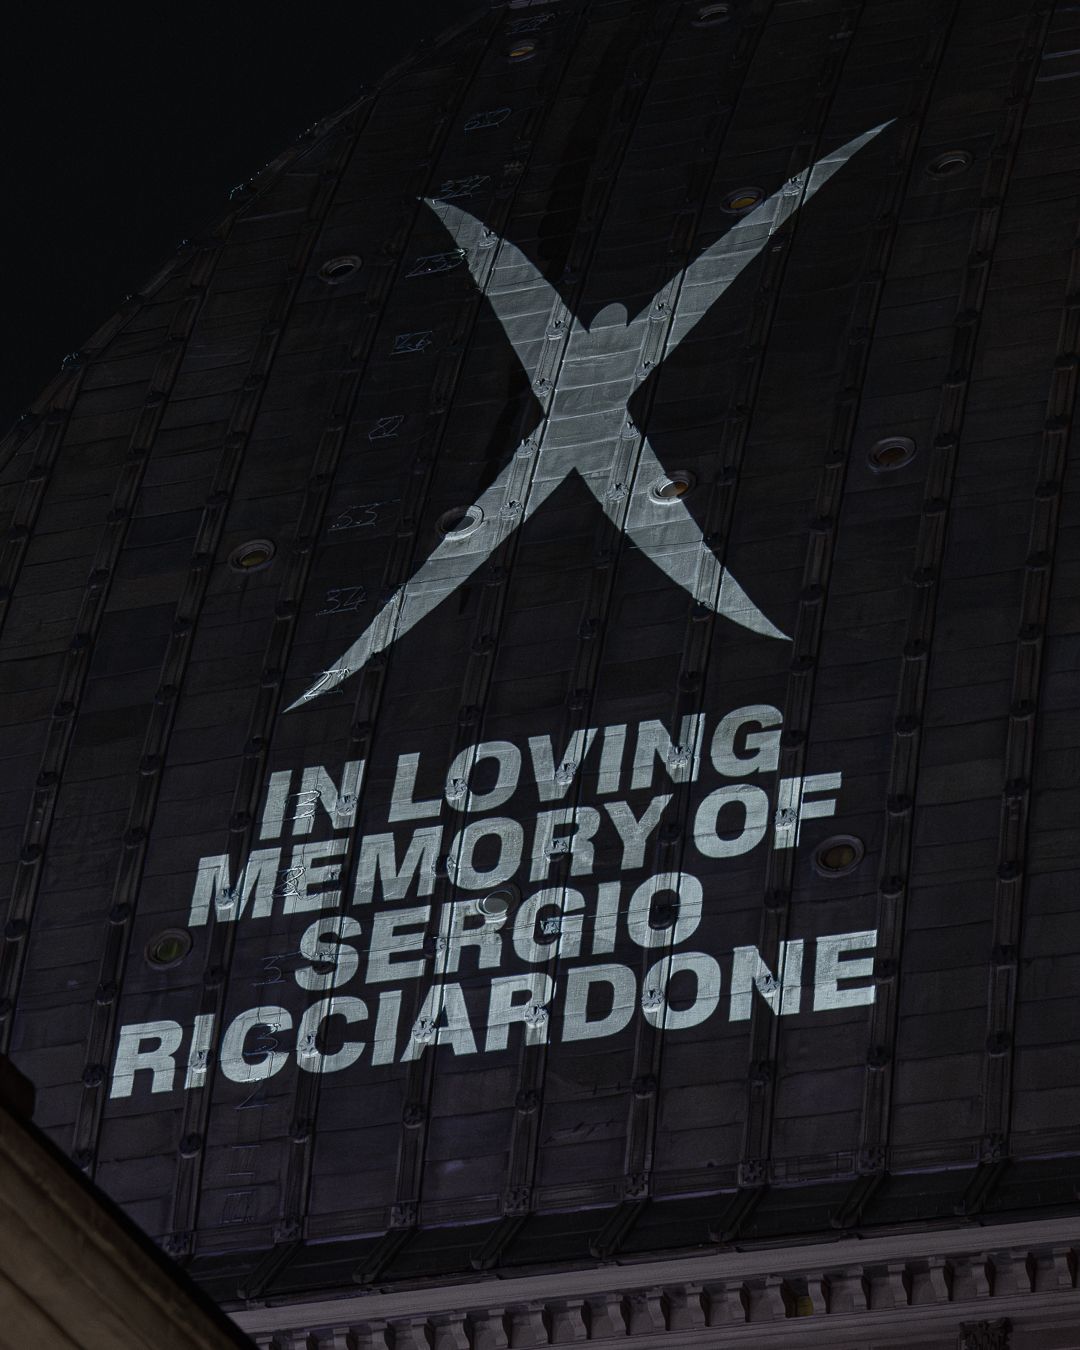 IN LOVING
MEMORY OF
SERGIO
RICCIARDONE